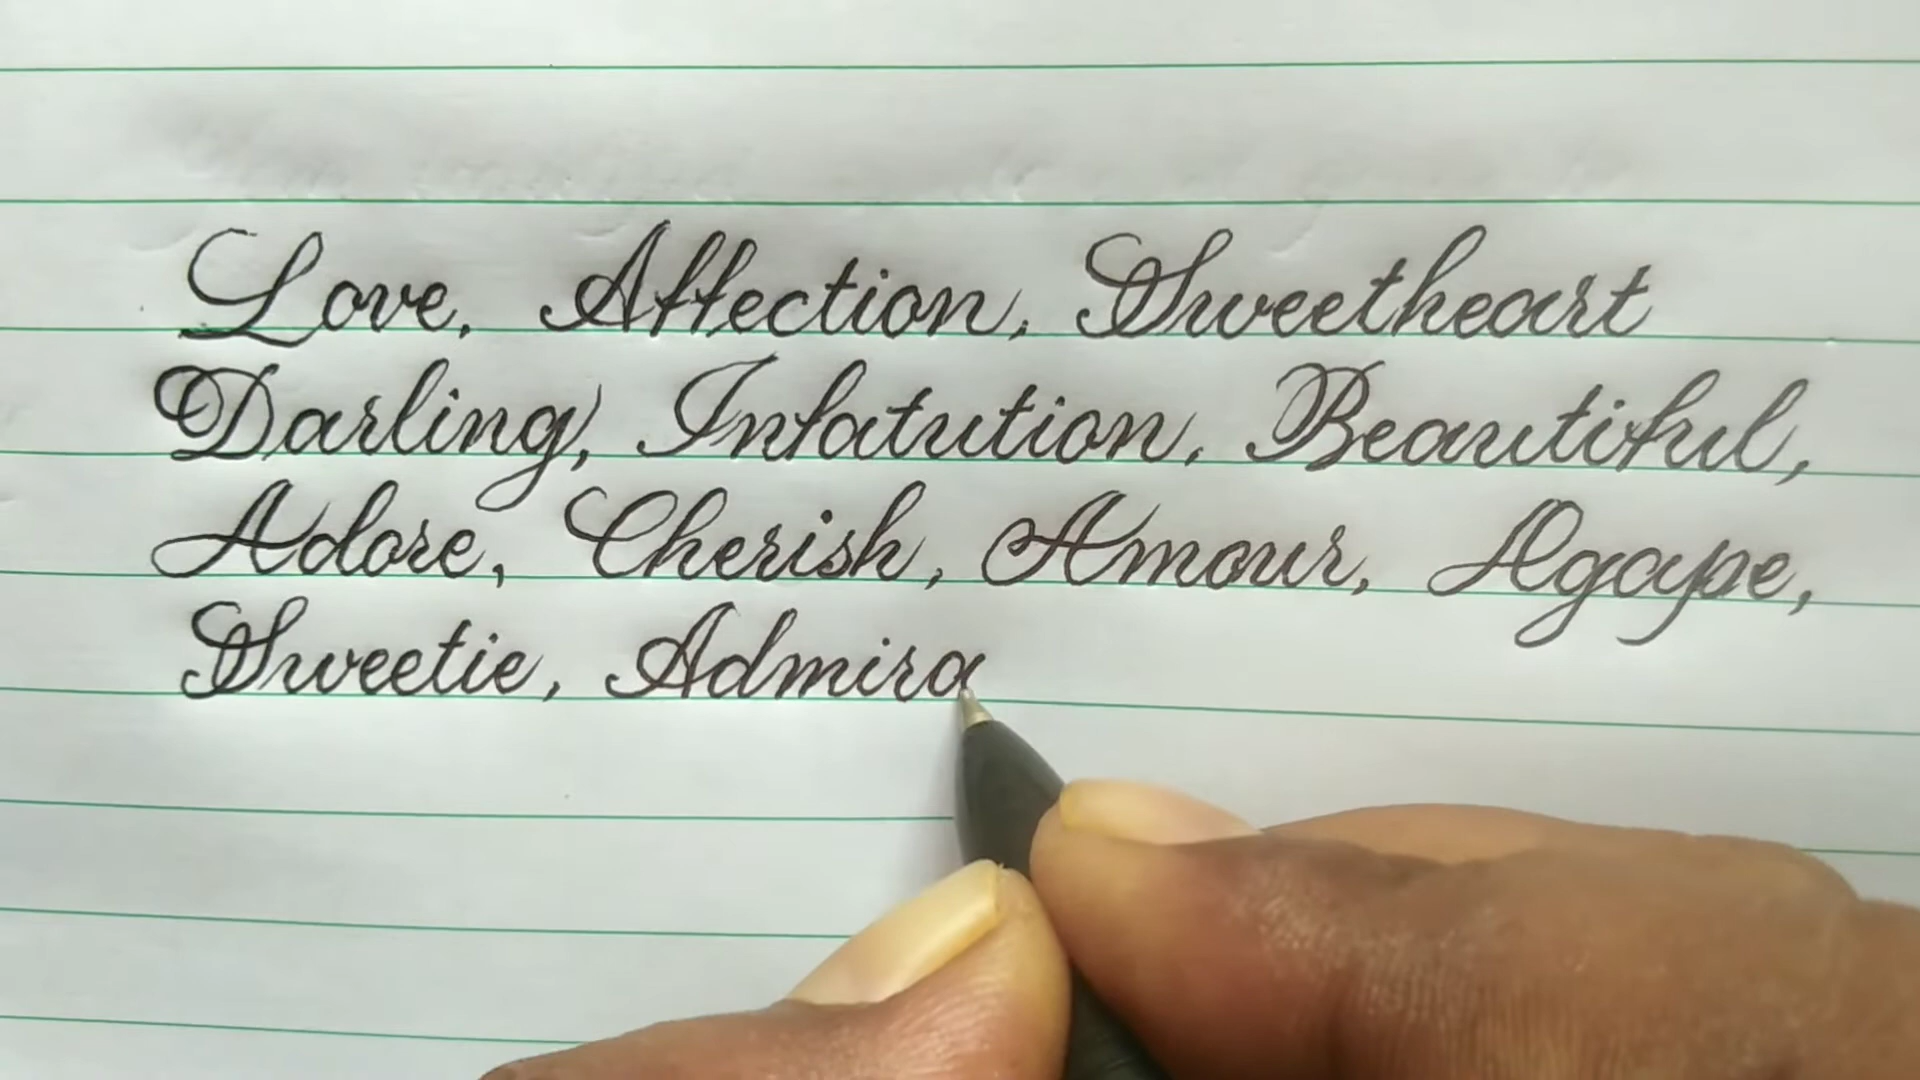 Love, Affection, Sweetheart
Darling, Infatution, Beautiful,
Adore, Cherish, Amour, Agape,
Sweetie, Admira